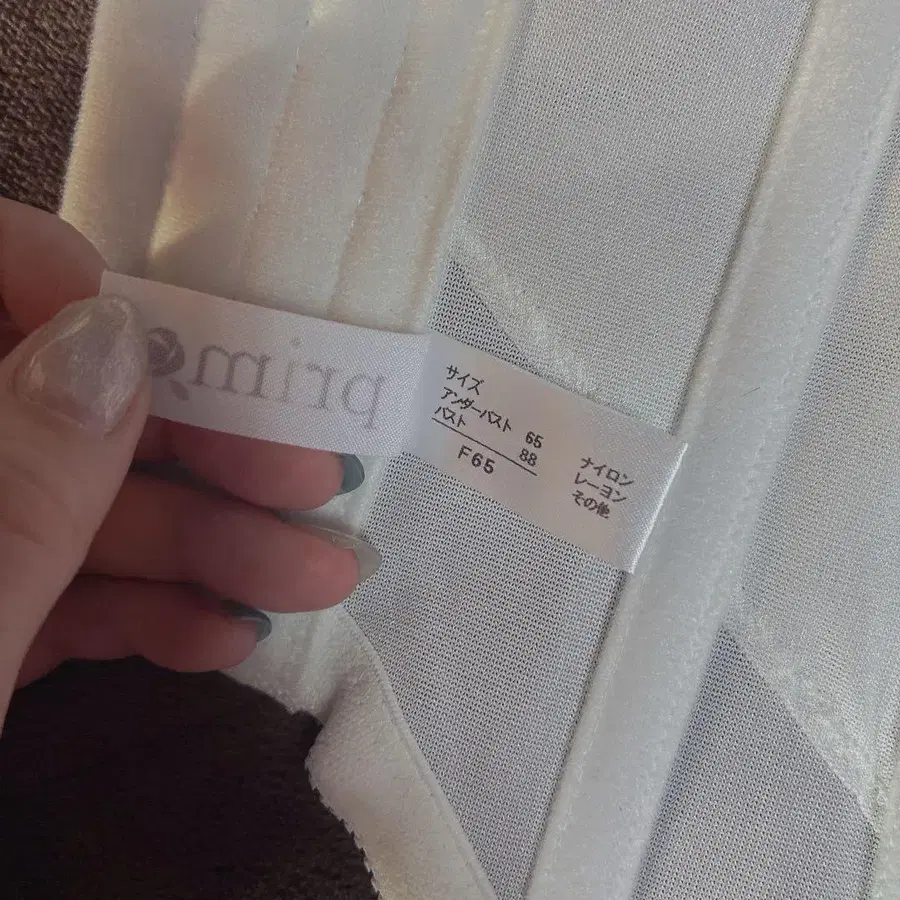 prim
サイズ
アンダーバスト 65
バスト 88
F65
ナイロン
レーヨン
その他